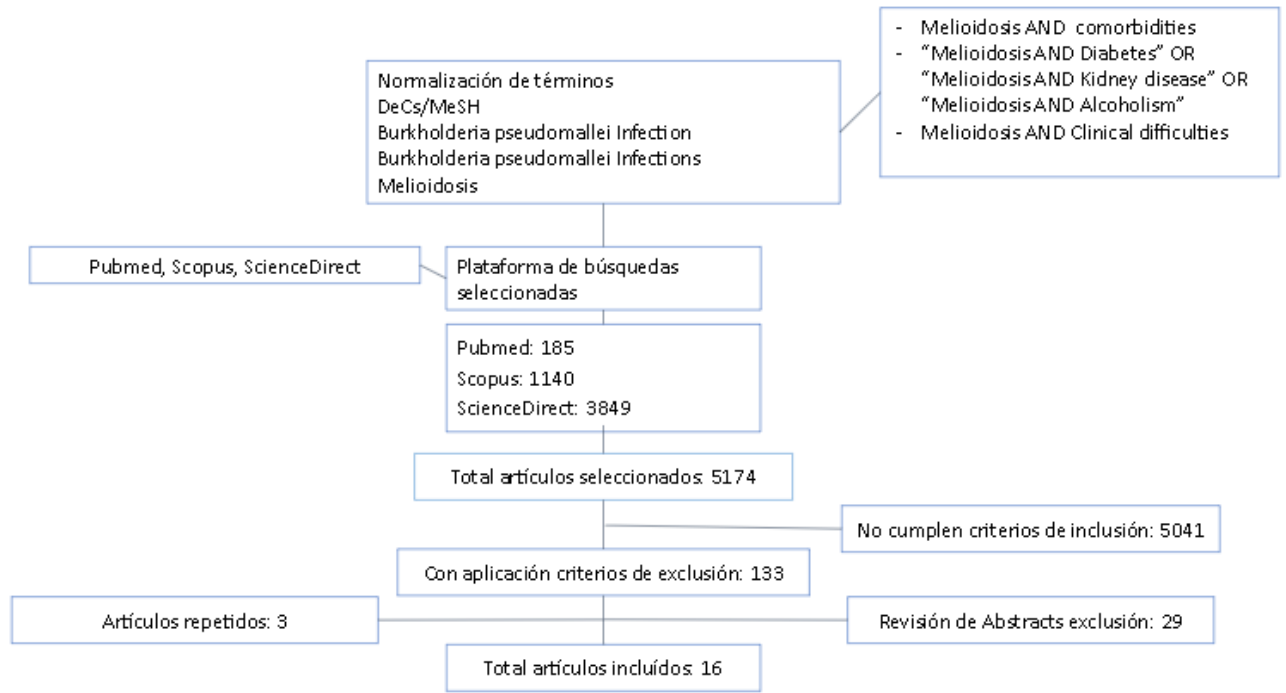 - Melioidosis AND comorbidities
- “Melioidosis AND Diabetes” OR
“Melioidosis AND Kidney disease” OR
“Melioidosis AND Alcoholism”
- Melioidosis AND Clinical difficulties
Normalización de términos
DeCs/MeSH
Burkholderia pseudomallei Infection
Burkholderia pseudomallei Infections
Melioidosis
Pubmed, Scopus, ScienceDirect
Plataforma de búsquedas
seleccionadas
Pubmed: 185
Scopus: 1140
ScienceDirect: 3849
Total artículos seleccionados: 5174
No cumplen criterios de inclusión: 5041
Con aplicación criterios de exclusión: 133
Artículos repetidos: 3
Revisión de Abstracts exclusión: 29
Total artículos incluídos: 16